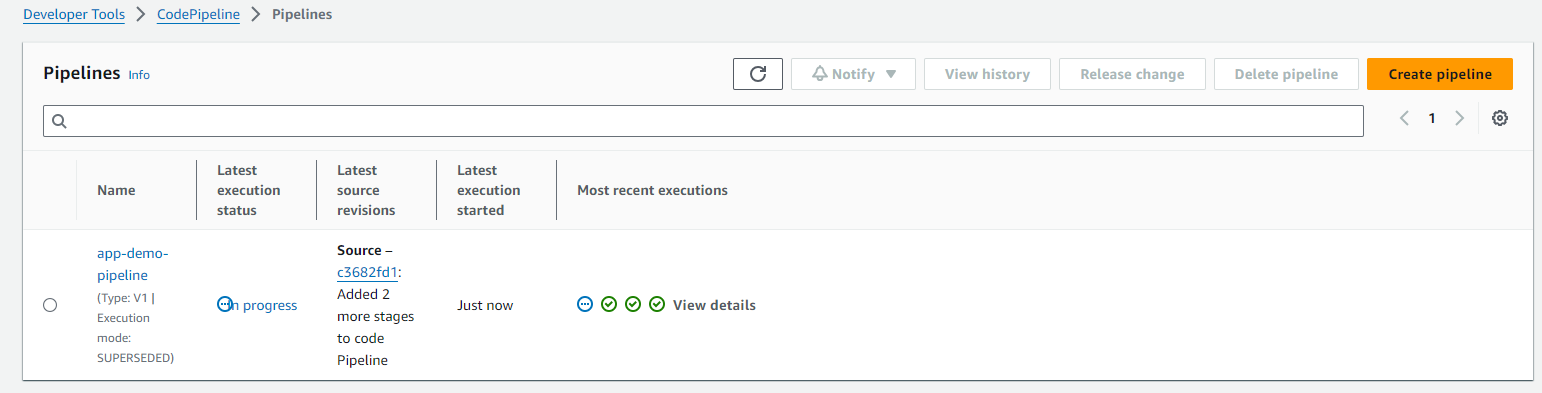 Developer Tools > CodePipeline > Pipelines
Pipelines Info
Notify ▼
View history
Release change
Delete pipeline
Create pipeline
1
Name
Latest execution status
Latest source revisions
Latest execution started
Most recent executions
app-demo-
pipeline
(Type: V1 |
Execution
mode:
SUPERSEDED)
In progress
Source –
c3682fd1:
Added 2
more stages
to code
Pipeline
Just now
View details